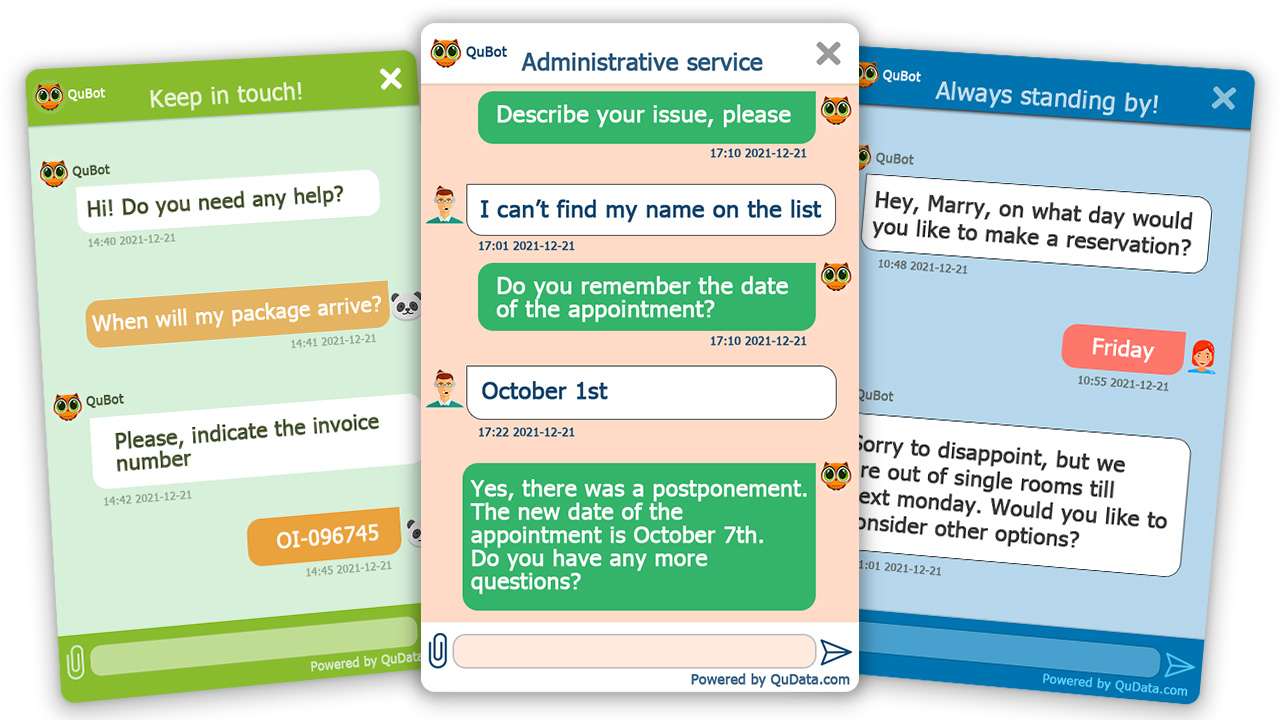 QuBot
Keep in touch!
QuBot
Hi! Do you need any help?
14:40 2021-12-21
When will my package arrive?
14:41 2021-12-21
QuBot
Please, indicate the invoice
number
14:42 2021-12-21
OI-096745
14:45 2021-12-21
Powered by QuData
QuBot
Administrative service
Describe your issue, please
17:10 2021-12-21
I can’t find my name on the list
17:01 2021-12-21
Do you remember the date
of the appointment?
17:10 2021-12-21
October 1st
17:22 2021-12-21
Yes, there was a postponement.
The new date of the
appointment is October 7th.
Do you have any more
questions?
Powered by QuData.com
QuBot
Always standing by!
QuBot
Hey, Marry, on what day would
you like to make a reservation?
10:48 2021-12-21
Friday
10:55 2021-12-21
QuBot
Sorry to disappoint, but we
re out of single rooms till
ext monday. Would you like to
onsider other options?
1:01 2021-12-21
Powered by QuData.com